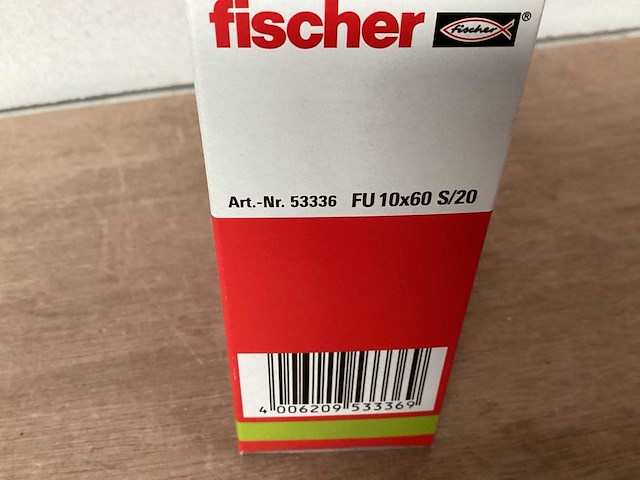 fischer fischer ®
Art.-Nr. 53336 FU 10x60 S/20
4 006209 533369